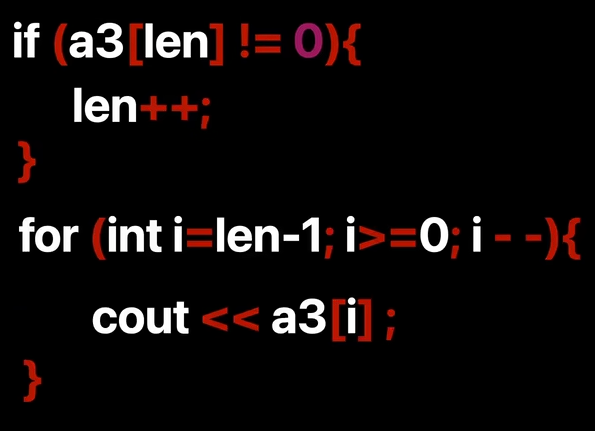 if (a3[len] != 0){
len++;
}
for (int i=len-1; i>=0; i - -){
cout << a3[i] ;
}